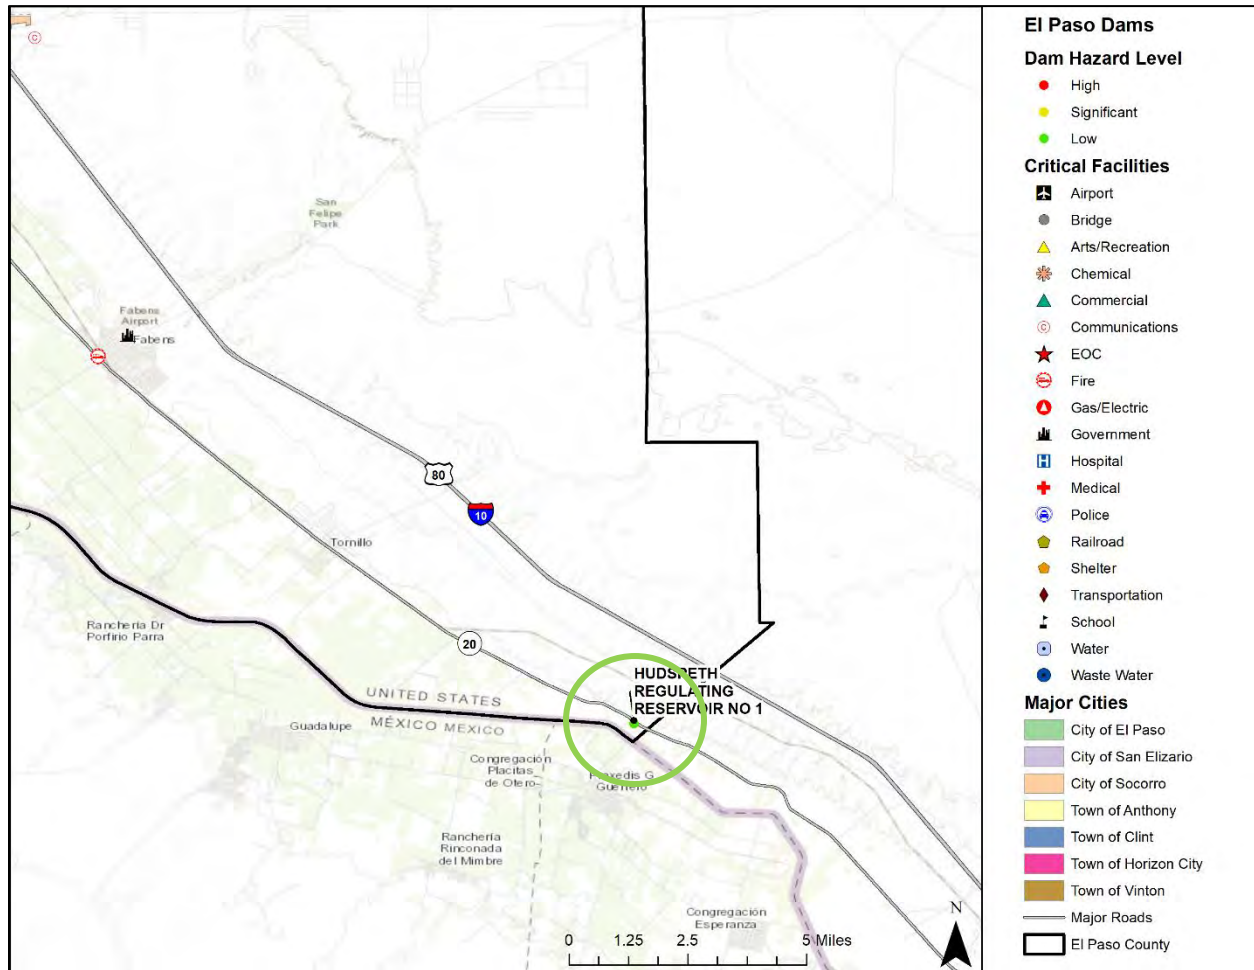 San
Felipe
Park
Fabens
Airport
Fabens
80
10
Tornillo
Ranchería Dr
Porfirio Parra
20
HUDSPETH
REGULATING
RESERVOIR NO 1
UNITED STATES
MÉXICO MEXICO
Guadalupe
Congregación
Placitas
de Otero
Praxedis G
Guerrero
Ranchería
Rinconada
del Mimbre
Congregación
Esperanza
0 1.25 2.5 5 Miles
N
El Paso Dams
Dam Hazard Level
High
Significant
Low
Critical Facilities
Airport
Bridge
Arts/Recreation
Chemical
Commercial
C Communications
EOC
Fire
Gas/Electric
Government
H Hospital
Medical
Police
Railroad
Shelter
Transportation
School
Water
Waste Water
Major Cities
City of El Paso
City of San Elizario
City of Socorro
Town of Anthony
Town of Clint
Town of Horizon City
Town of Vinton
Major Roads
El Paso County